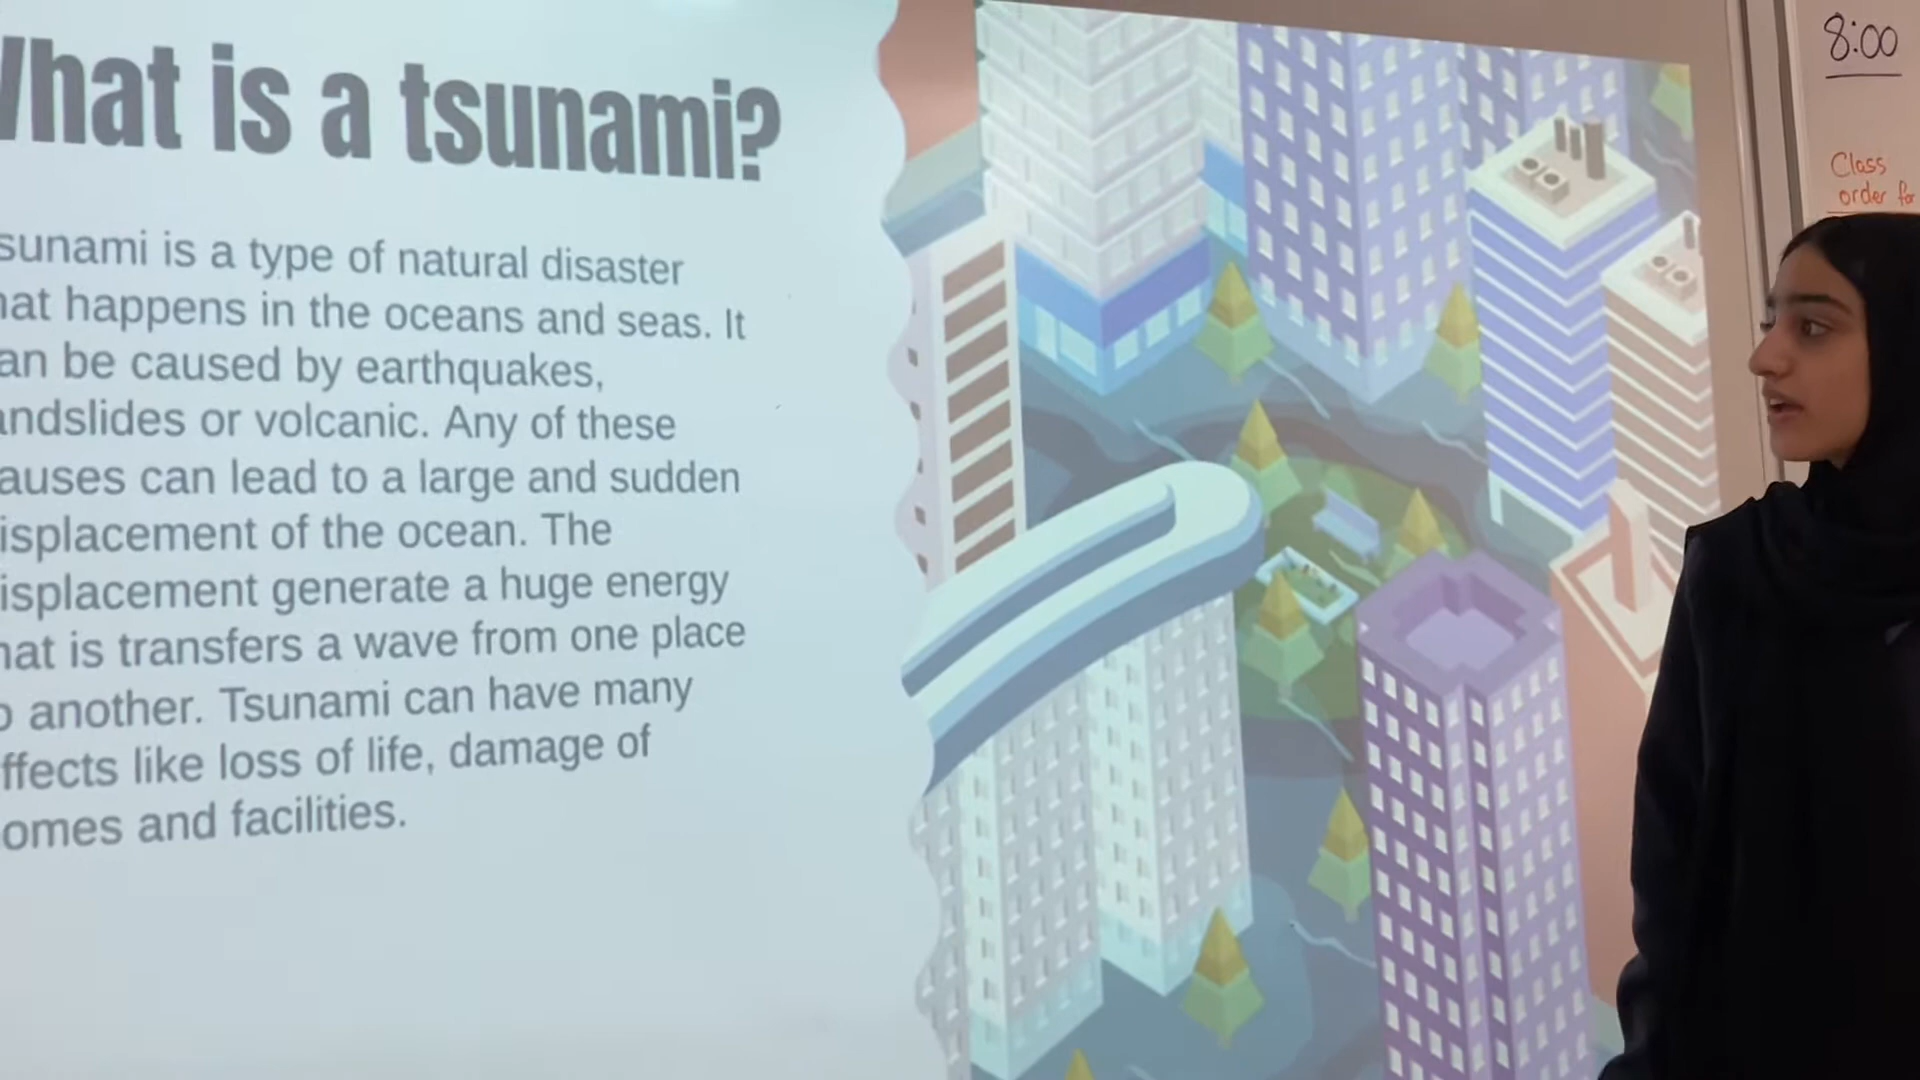 What is a tsunami?
sunami is a type of natural disaster
hat happens in the oceans and seas. It
an be caused by earthquakes,
andslides or volcanic. Any of these
auses can lead to a large and sudden
isplacement of the ocean. The
isplacement generate a huge energy
hat is transfers a wave from one place
o another. Tsunami can have many
ffects like loss of life, damage of
omes and facilities.
8:00
Class
order for